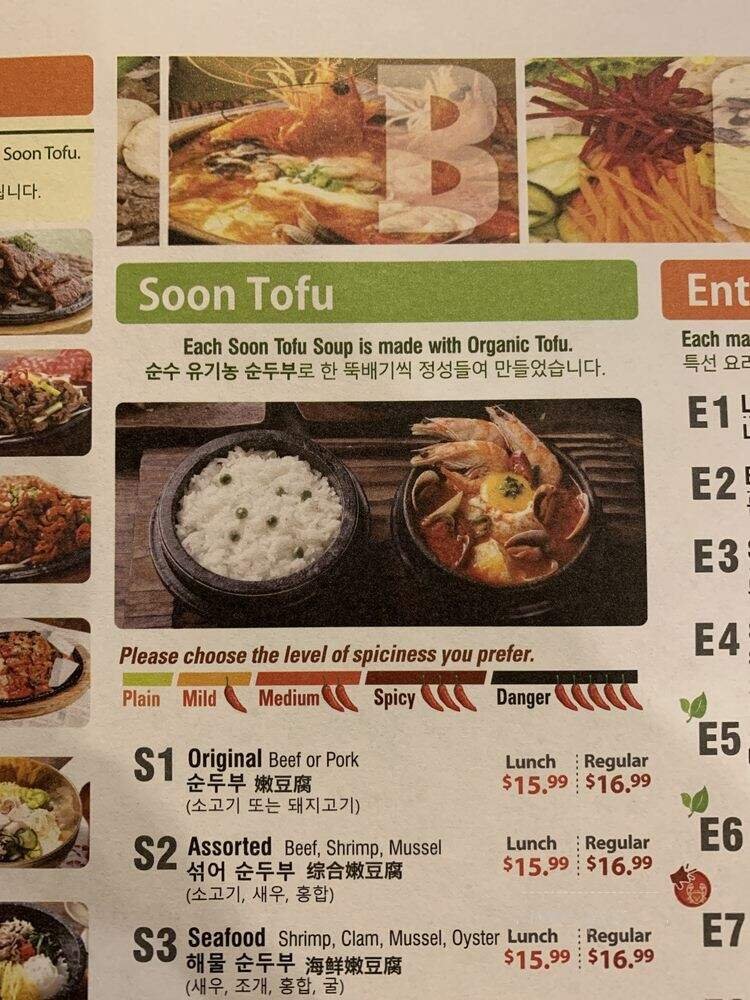 Soon Tofu.
니다.
B
Soon Tofu
Each Soon Tofu Soup is made with Organic Tofu.
순수 유기농 순두부로 한 뚝배기씩 정성들여 만들었습니다.
Please choose the level of spiciness you prefer.
Plain Mild Medium Spicy Danger
S1 Original Beef or Pork
순두부 嫩豆腐
(소고기 또는 돼지고기)
Lunch Regular
$15.99 $16.99
S2 Assorted Beef, Shrimp, Mussel
섞어 순두부 综合嫩豆腐
(소고기, 새우, 홍합)
Lunch Regular
$15.99 $16.99
S3 Seafood Shrimp, Clam, Mussel, Oyster
해물 순두부 海鮮嫩豆腐
(새우, 조개, 홍합, 굴)
Lunch Regular
$15.99 $16.99
Ent
Each ma
특선 요리
E1
E2
E3
E4
E5
E6
E7